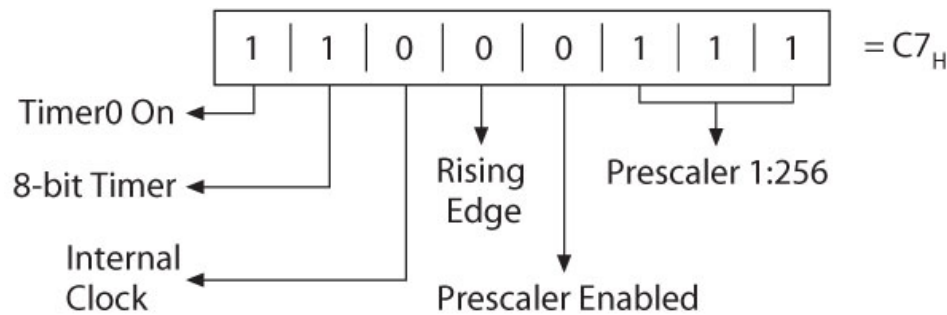 1 | 1 | 0 | 0 | 0 | 1 | 1 | 1 = C7H
Timer0 On
8-bit Timer
Rising
Edge
Prescaler 1:256
Internal
Clock
Prescaler Enabled